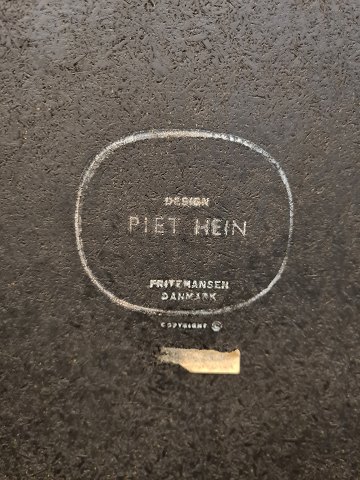 DESIGN
PIET HEIN
FRITZ HANSEN
DANMARK
COPYRIGHT ©